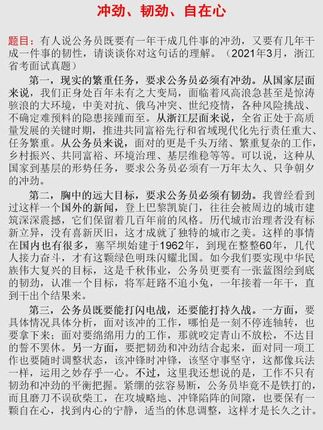 冲劲、韧劲、自在心
题目：有人说公务员既要有一年干成几件事的冲劲，又要有几年干
成一件事的韧性，请谈谈你对这句话的理解。（2021年3月，浙江
省考面试真题）
第一，现实的繁重任务，要求公务员必须有冲劲。从国家层面
来说，我们正身处百年未有之大变局，面临着风高浪急甚至是惊涛
骇浪的大环境，中美对抗、俄乌冲突、世纪疫情，各种风险挑战、
不确定难预料的隐患接踵而至。从浙江层面来说，全省正处于高质
量发展的关键时期，推进共同富裕先行和省域现代化先行责任重大、
任务繁重。从公务员来说，面对的更是千头万绪、繁重复杂的工作，
乡村振兴、共同富裕、环境治理、基层维稳等等。可以说，这种从
国家到基层的形势任务，要求公务员必须有一万年太久、只争朝夕
的冲劲。
第二，胸中的远大目标，要求公务员必须有韧劲。我曾经看到
过这样一个国外的新闻，登上巴黎凯旋门，往往会被周边的城市建
筑深深震撼，它们保留着几百年前的风格。历代城市治理者没有标
新立异，没有喜新厌旧，这才成就了独特的城市之美。这样的事情
在国内也有很多，塞罕坝始建于1962年，到现在整整60年，几代
人接力奋斗，才有这颗绿色明珠闪耀北国。如今我们要实现中华民
族伟大复兴的目标，这是千秋伟业，公务员更要有一张蓝图绘到底
的韧劲，认准一个目标，将军赶路不追小兔，一年接着一年干，直
到干出个结果来。
第三，公务员既要能打闪电战，还要能打持久战。一方面，要
具体情况具体分析，面对该冲的工作，哪怕是一刻不停连轴转，也
要拿下来；面对要绵绵用力的工作，那就咬定青山不放松，不达目
的誓不罢休。另一方面，要把韧劲和冲劲结合起来，面对同一项工
作也要随时调整状态，该冲锋时冲锋，该坚守事坚守，这都像兵法
一样，运用之妙存乎一心。不过，这里我还想说的是，工作不只有
韧劲和冲劲的平衡把握。紧绷的弦容易断，公务员毕竟不是铁打的，
而且磨刀不误砍柴工，在攻城略地、冲锋陷阵的间隙，也要保有一
颗自在心，找到内心的宁静，适当的休息调整，这样才是长久之计。